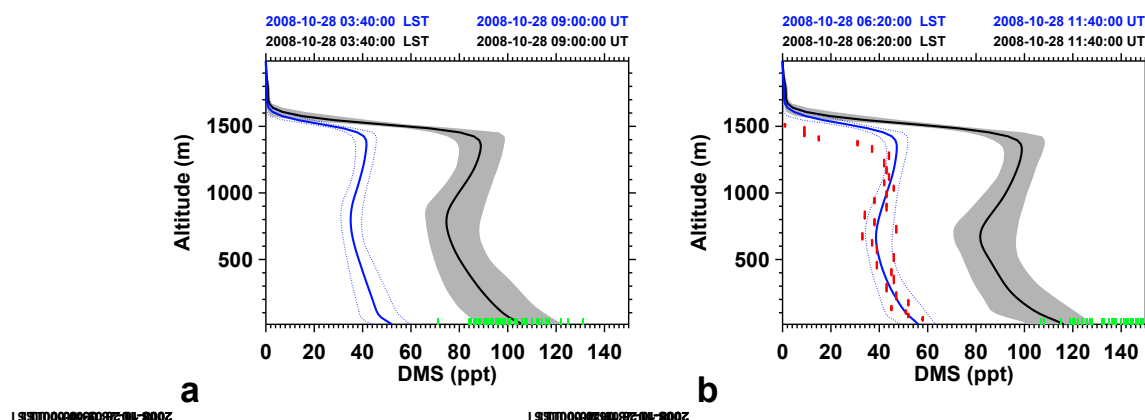 2008-10-28 03:40:00 LST 2008-10-28 09:00:00 UT
2008-10-28 03:40:00 LST 2008-10-28 09:00:00 UT
1500
1000
500
Altitude (m)
0 20 40 60 80 100 120 140
DMS (ppt)
a
2008-10-28 06:20:00 LST 2008-10-28 11:40:00 UT
2008-10-28 06:20:00 LST 2008-10-28 11:40:00 UT
1500
1000
500
Altitude (m)
0 20 40 60 80 100 120 140
DMS (ppt)
b